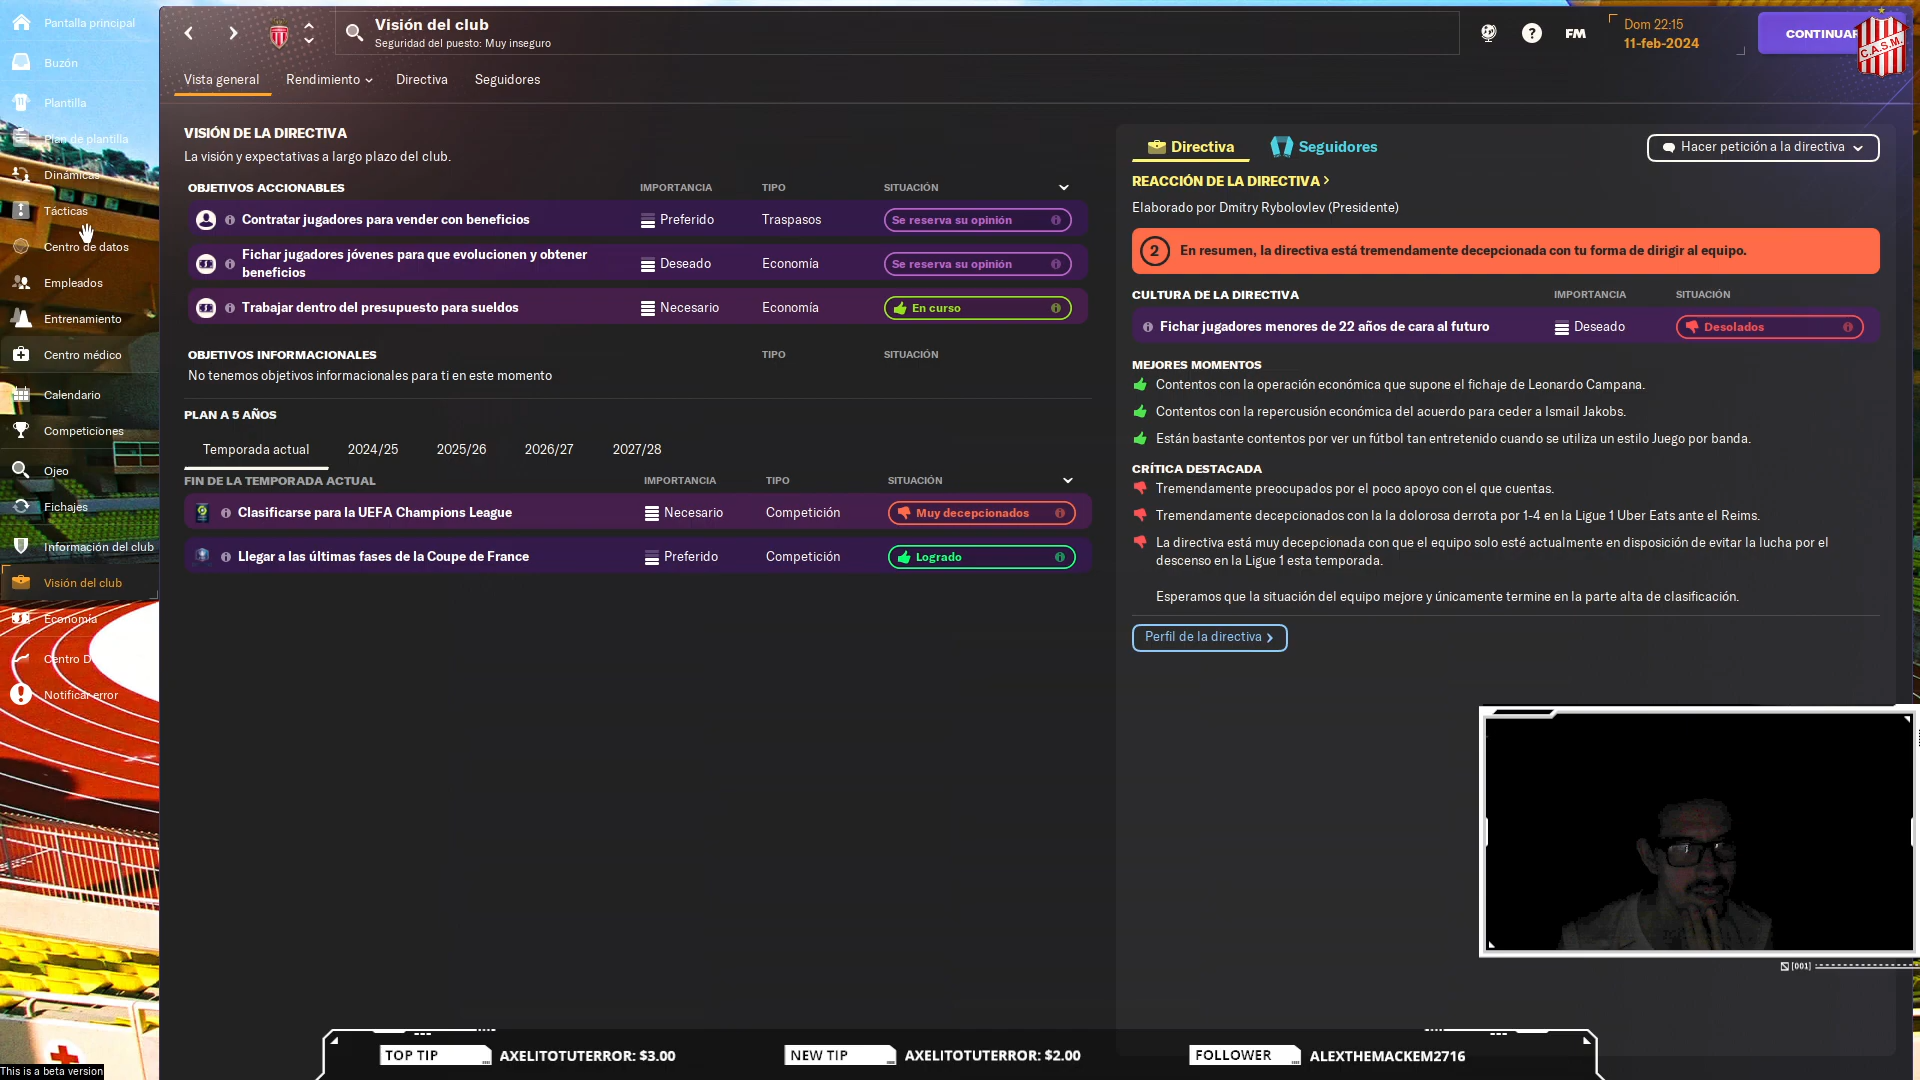 Pantalla principal
Buzón
Plantilla
Plan de plantilla
Dinámicas
Tácticas
Centro de datos
Empleados
Entrenamiento
Centro médico
Calendario
Competiciones
Ojeo
Fichajes
Información del club
Visión del club
Economía
Centro D
Notificar error
This is a beta version
Visión del club
Seguridad del puesto: Muy inseguro
FM
Dom 22:15
11-feb-2024
CONTINUAR
C.A.S.M.
Vista general
Rendimiento
Directiva
Seguidores
VISIÓN DE LA DIRECTIVA
La visión y expectativas a largo plazo del club.
OBJETIVOS ACCIONABLES IMPORTANCIA TIPO SITUACIÓN
Contratar jugadores para vender con beneficios Preferido Traspasos Se reserva su opinión
Fichar jugadores jóvenes para que evolucionen y obtener
beneficios Deseado Economía Se reserva su opinión
Trabajar dentro del presupuesto para sueldos Necesario Economía En curso
OBJETIVOS INFORMACIONALES TIPO SITUACIÓN
No tenemos objetivos informacionales para ti en este momento
PLAN A 5 AÑOS
Temporada actual 2024/25 2025/26 2026/27 2027/28
FIN DE LA TEMPORADA ACTUAL IMPORTANCIA TIPO SITUACIÓN
Clasificarse para la UEFA Champions League Necesario Competición Muy decepcionados
Llegar a las últimas fases de la Coupe de France Preferido Competición Logrado
Directiva Seguidores Hacer petición a la directiva
REACCIÓN DE LA DIRECTIVA
Elaborado por Dmitry Rybolovlev (Presidente)
2 En resumen, la directiva está tremendamente decepcionada con tu forma de dirigir al equipo.
CULTURA DE LA DIRECTIVA IMPORTANCIA SITUACIÓN
Fichar jugadores menores de 22 años de cara al futuro Deseado Desolados
MEJORES MOMENTOS
Contentos con la operación económica que supone el fichaje de Leonardo Campana.
Contentos con la repercusión económica del acuerdo para ceder a Ismail Jakobs.
Están bastante contentos por ver un fútbol tan entretenido cuando se utiliza un estilo Juego por banda.
CRÍTICA DESTACADA
Tremendamente preocupados por el poco apoyo con el que cuentas.
Tremendamente decepcionados con la la dolorosa derrota por 1-4 en la Ligue 1 Uber Eats ante el Reims.
La directiva está muy decepcionada con que el equipo solo esté actualmente en disposición de evitar la lucha por el
descenso en la Ligue 1 esta temporada.
Esperamos que la situación del equipo mejore y únicamente termine en la parte alta de clasificación.
Perfil de la directiva
[001]
TOP TIP AXELITOTUTERROR: $3.00 NEW TIP AXELITOTUTERROR: $2.00 FOLLOWER ALEXTHEMACKEM2716